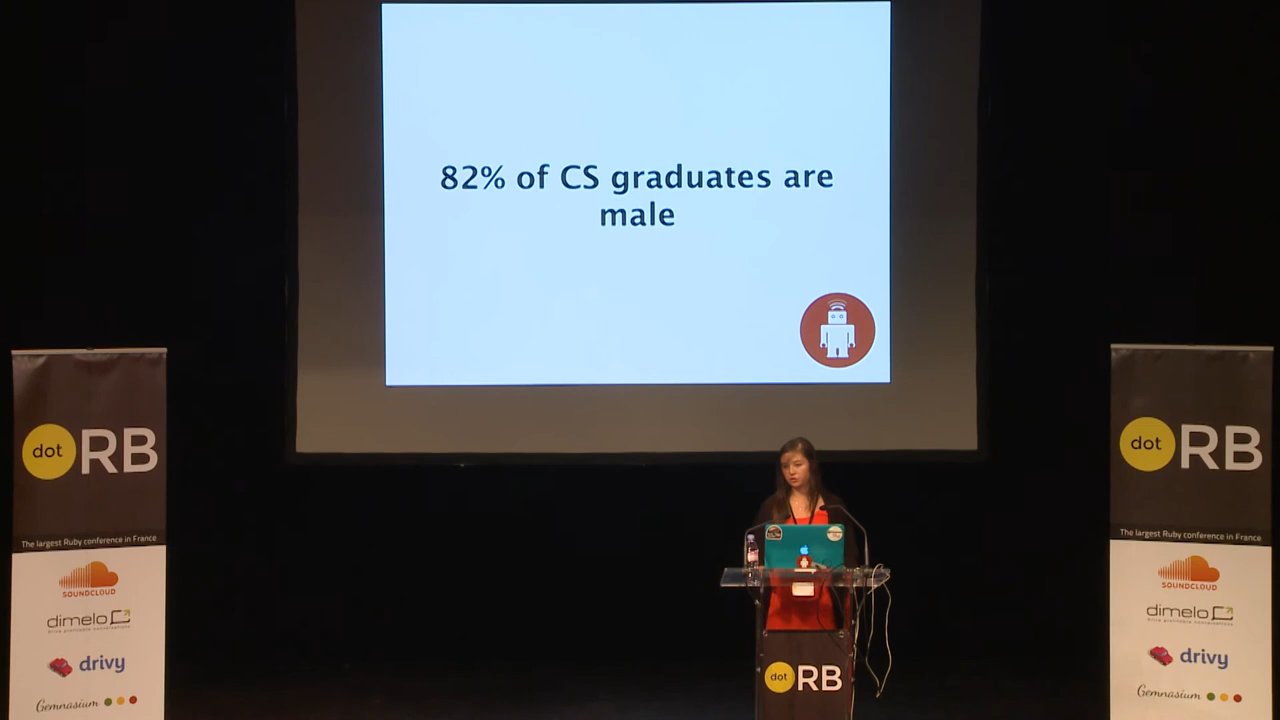 82% of CS graduates are
male
dot RB
The largest Ruby conference in France
SOUNDCLOUD
dimelo
drivy
Gemnasium
dot RB
dot RB
The largest Ruby conference in France
SOUNDCLOUD
dimelo
drivy
Gemnasium